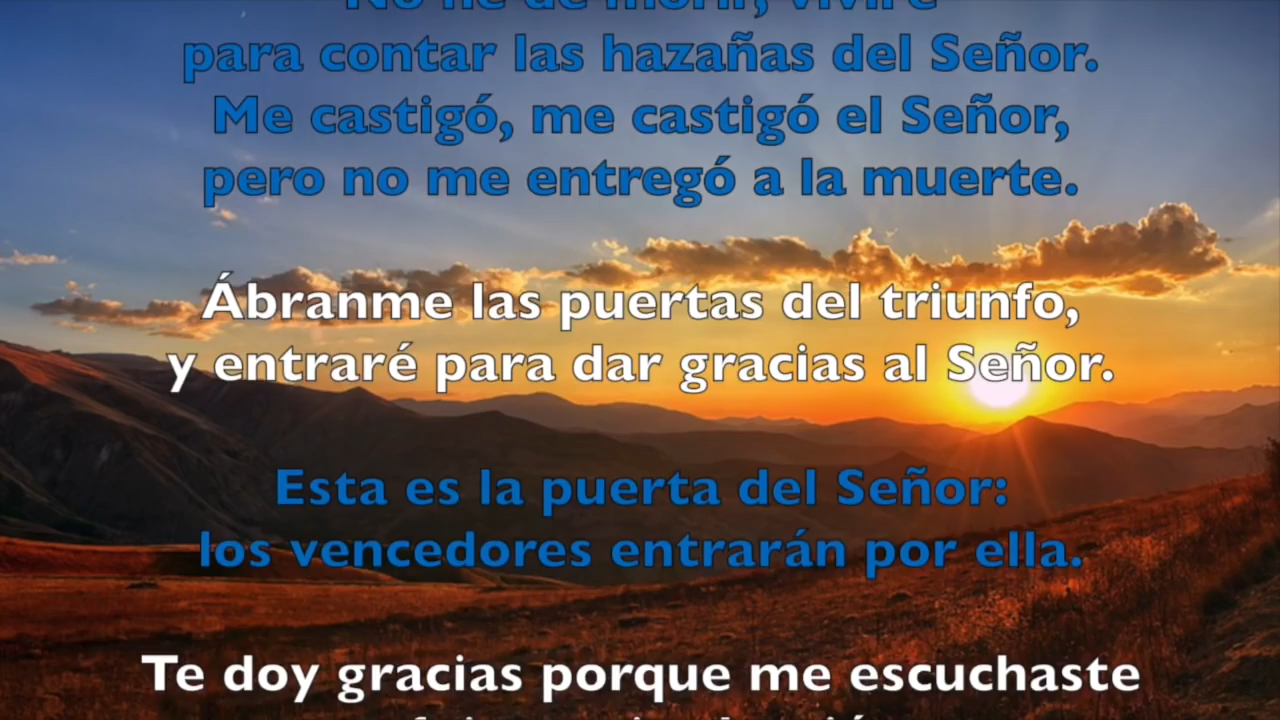 No he de morir, viviré
para contar las hazañas del Señor.
Me castigó, me castigó el Señor,
pero no me entregó a la muerte.
Ábranme las puertas del triunfo,
y entraré para dar gracias al Señor.
Esta es la puerta del Señor:
los vencedores entrarán por ella.
Te doy gracias porque me escuchaste